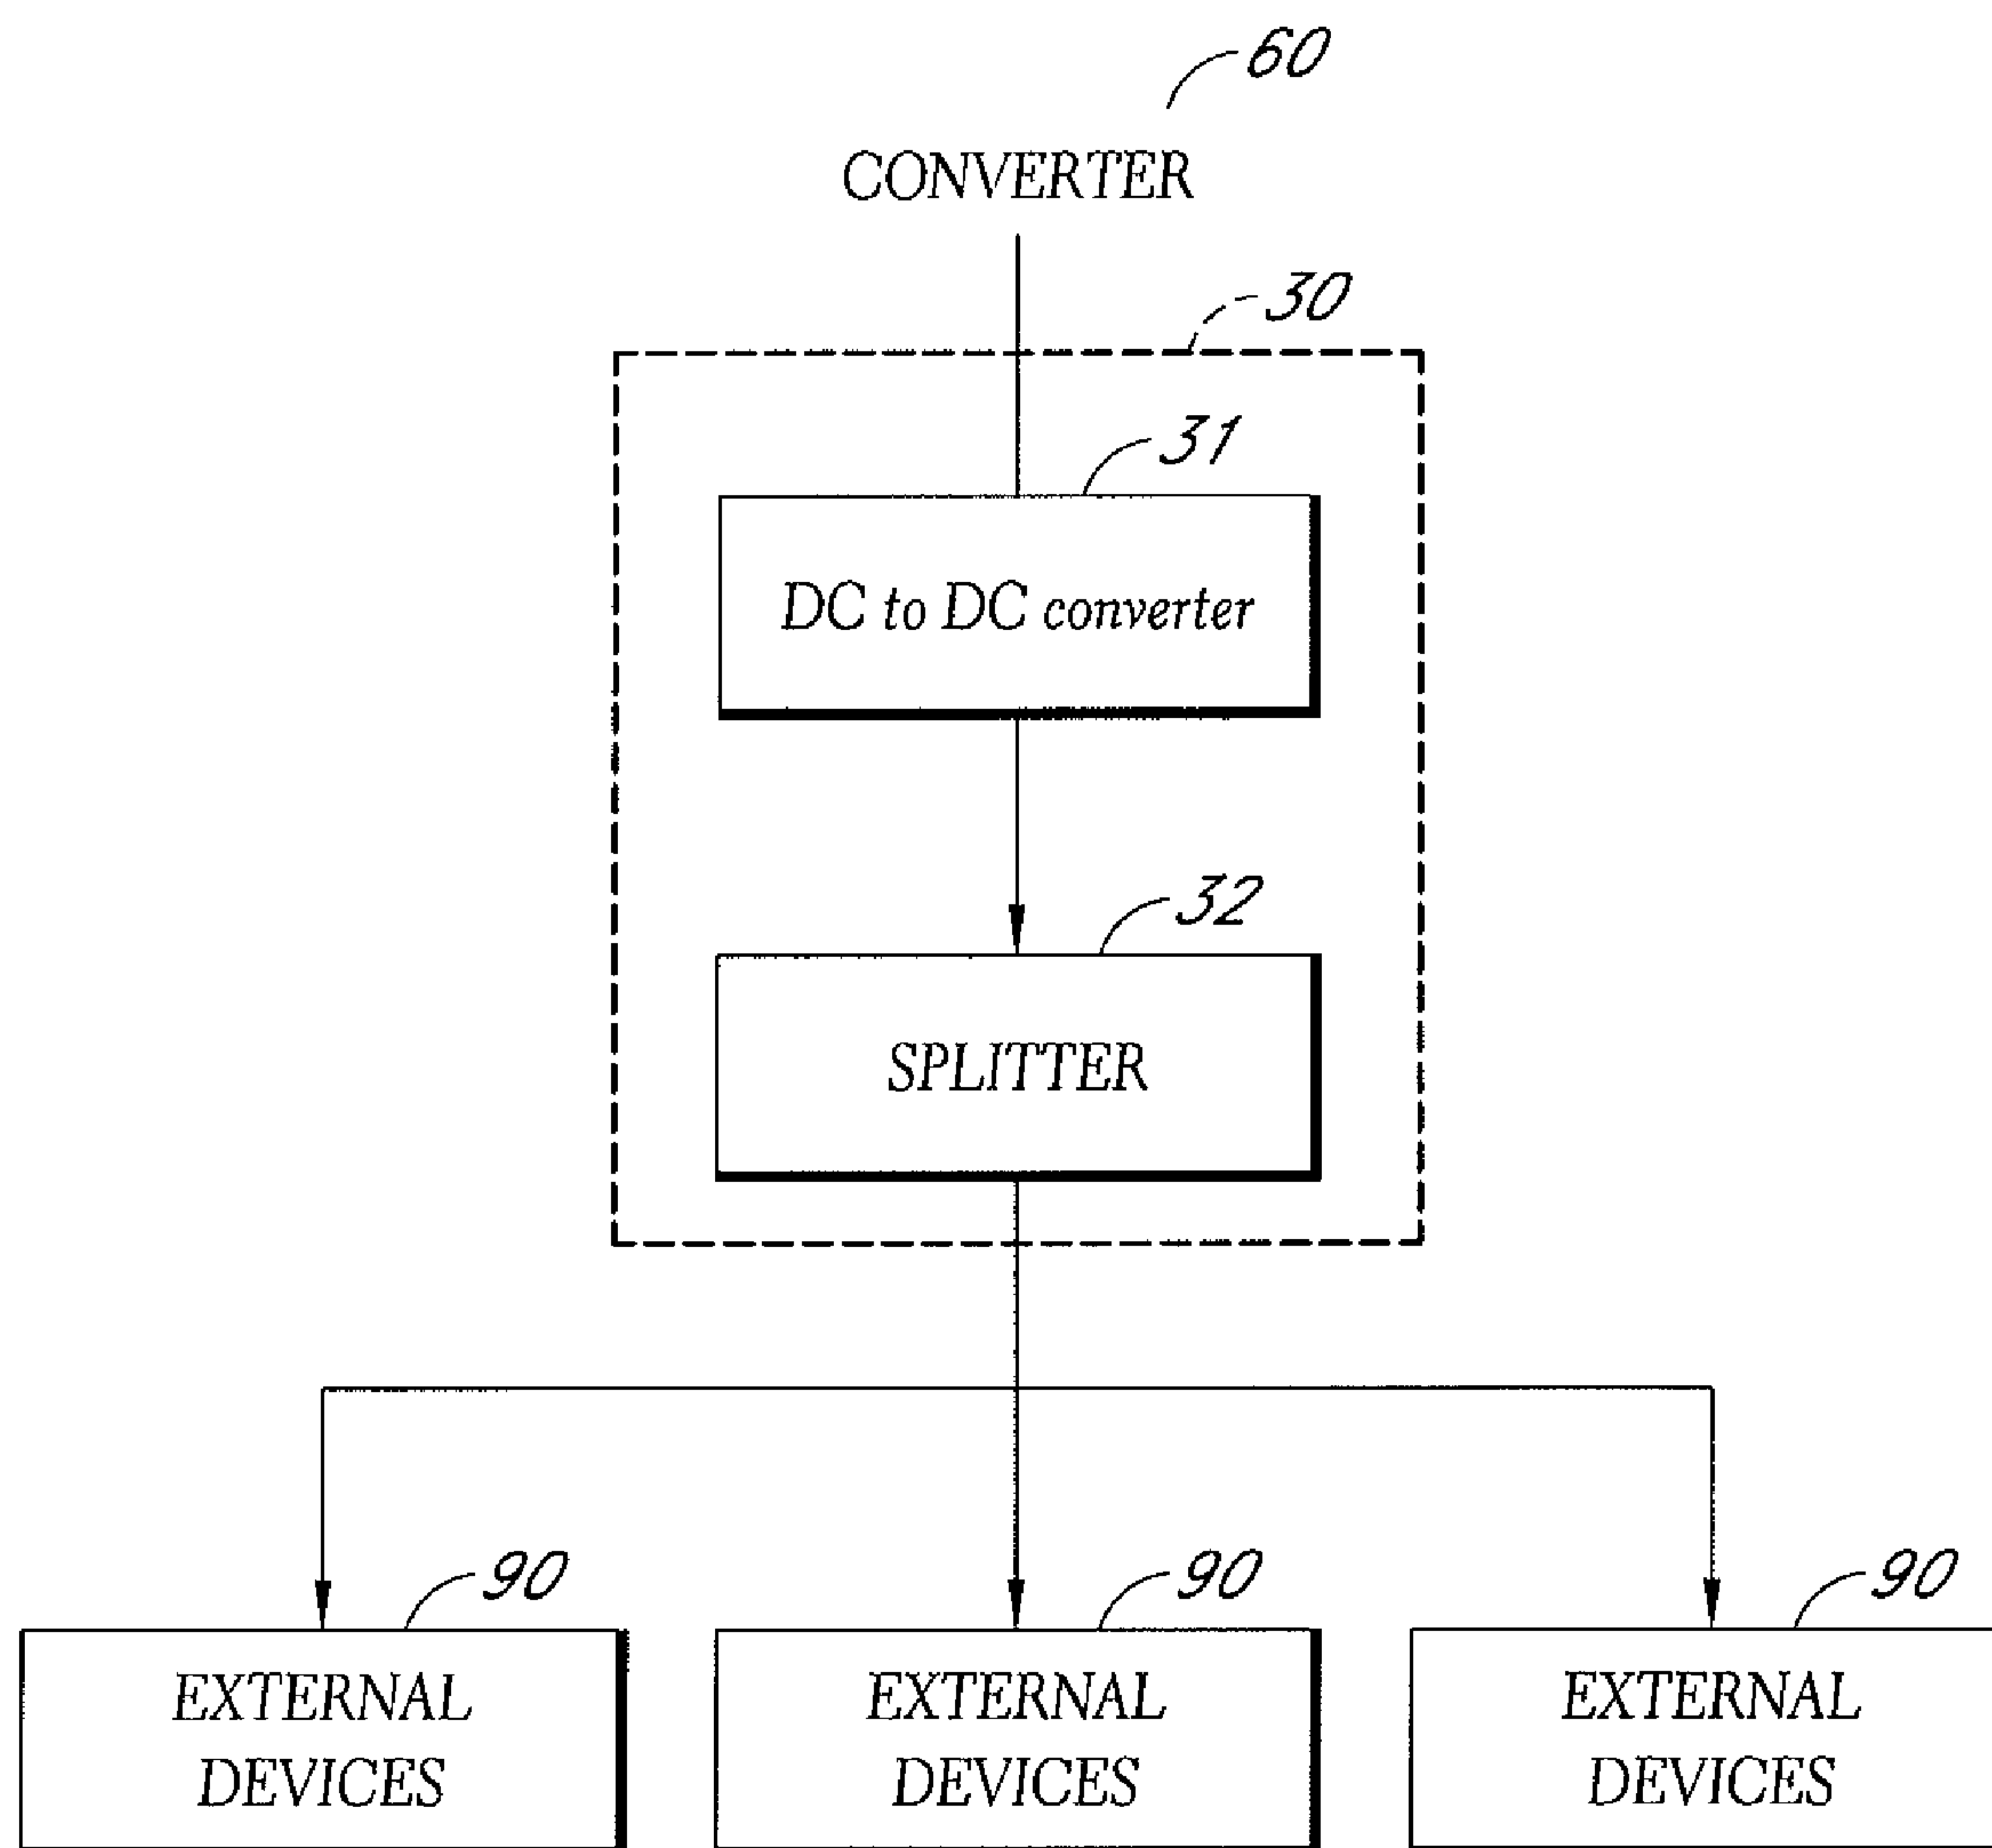 60
CONVERTER
30
31
DC to DC converter
32
SPLITTER
90 90 90
EXTERNAL EXTERNAL EXTERNAL
DEVICES DEVICES DEVICES